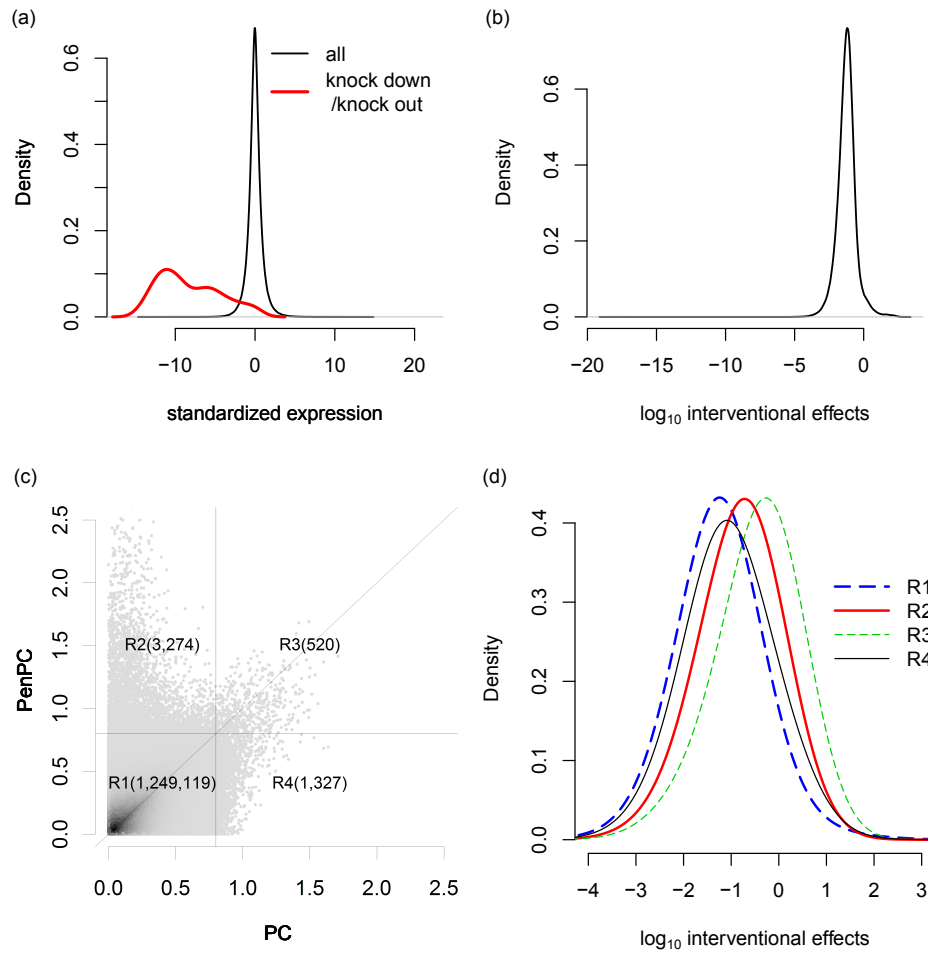 (a)
all
knock down
/knock out
Density
0.0
0.2
0.4
0.6
−10
0
10
20
standardized expression
(b)
Density
0.0
0.2
0.4
0.6
−20
−15
−10
−5
0
log10 interventional effects
(c)
PenPC
0.0
0.5
1.0
1.5
2.0
2.5
R2(3,274)
R3(520)
R1(1,249,119)
R4(1,327)
0.0
0.5
1.0
1.5
2.0
2.5
PC
(d)
Density
0.0
0.1
0.2
0.3
0.4
R1
R2
R3
R4
−4
−3
−2
−1
0
1
2
3
log10 interventional effects